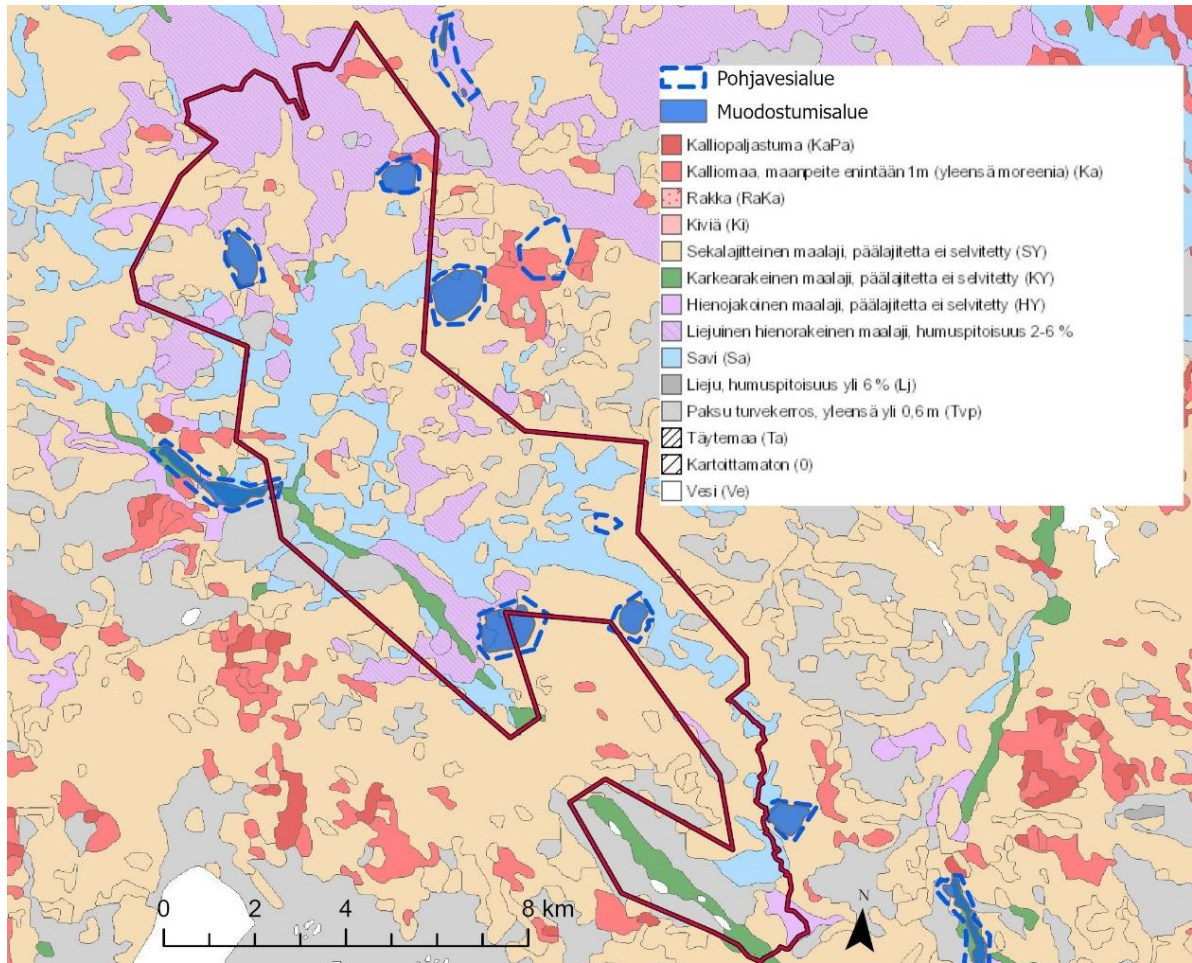 Pohjavesialue
Muodostumisalue
Kalliopaljastuma (KaPa)
Kalliomaa, maanpeite enintään 1m (yleensä moreenia) (Ka)
Rakka (RaKa)
Kiviä (Ki)
Sekalajitteinen maalaji, päälajitetta ei selvitetty (SY)
Karkearakeinen maalaji, päälajitetta ei selvitetty (KY)
Hienojakoinen maalaji, päälajitetta ei selvitetty (HY)
Liejuinen hienorakeinen maalaji, humuspitoisuus 2-6 %
Savi (Sa)
Lieju, humuspitoisuus yli 6 % (Lj)
Paksu turvekerros, yleensä yli 0,6 m (Tvp)
Täytemaa (Ta)
Kartoittamaton (0)
Vesi (Ve)
0 2 4 8 km
N